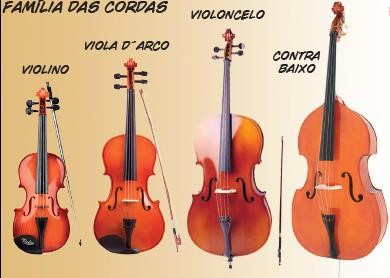 FAMÍLIA DAS CORDAS
VIOLINO
VIOLA D´ARCO
VIOLONCELO
CONTRA
BAIXO